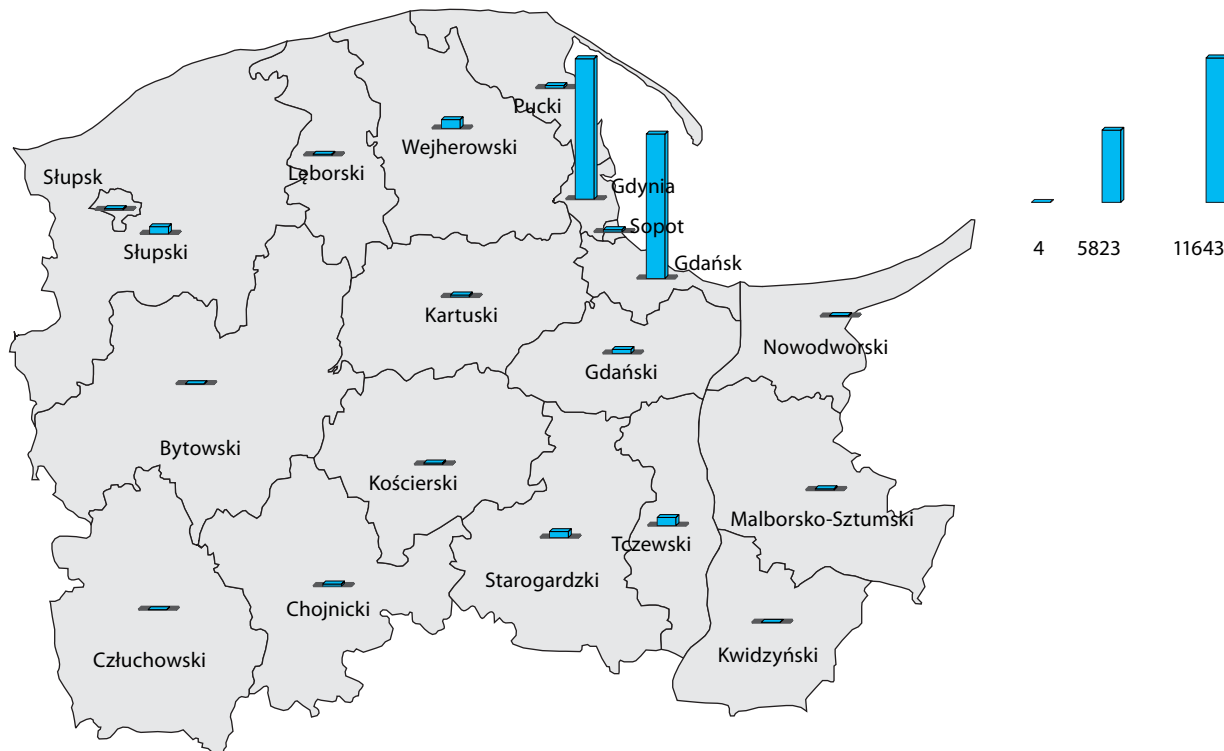 Pucki
Wejherowski
Lęborski
Słupsk
Gdynia
Sopot
Słupski
Gdańsk
4 5823 11643
Kartuski
Nowodworski
Gdański
Bytowski
Kościerski
Malborsko-Sztumski
Tczewski
Starogardzki
Chojnicki
Kwidzyński
Człuchowski